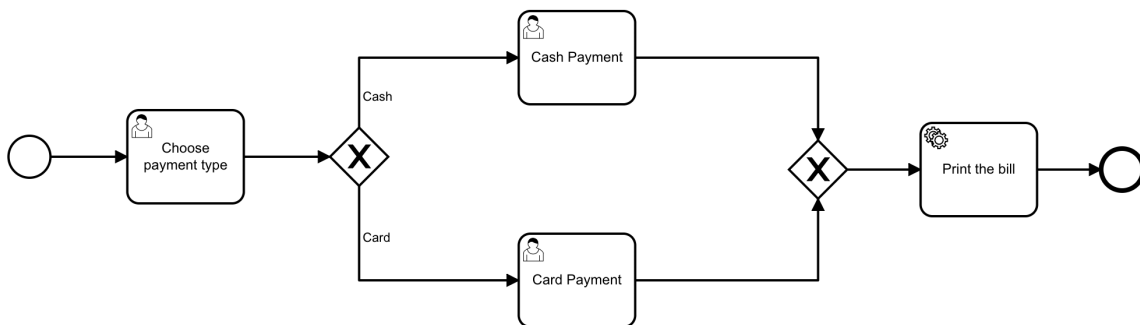 Choose
payment type
Cash
Card
Cash Payment
Card Payment
Print the bill